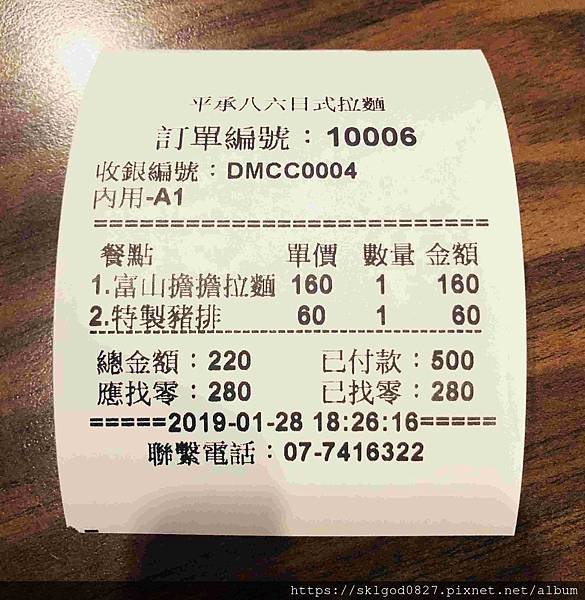 平承八六日式拉麵
訂單編號：10006
收銀編號：DMCC0004
內用-A1
==============================
餐點 單價 數量 金額
1.富山擔擔拉麵 160 1 160
2.特製豬排 60 1 60
------------------------------
總金額：220 已付款：500
應找零：280 已找零：280
=====2019-01-28 18:26:16=====
聯繫電話：07-7416322
https://sklgod0827.pixnet.net/album